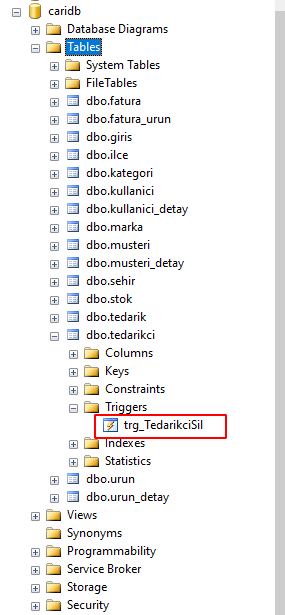 caridb
Database Diagrams
Tables
System Tables
FileTables
dbo.fatura
dbo.fatura_urun
dbo.giris
dbo.ilce
dbo.kategori
dbo.kullanici
dbo.kullanici_detay
dbo.marka
dbo.musteri
dbo.musteri_detay
dbo.sehir
dbo.stok
dbo.tedarik
dbo.tedarikci
Columns
Keys
Constraints
Triggers
trg_TedarikciSil
Indexes
Statistics
dbo.urun
dbo.urun_detay
Views
Synonyms
Programmability
Service Broker
Storage
Security